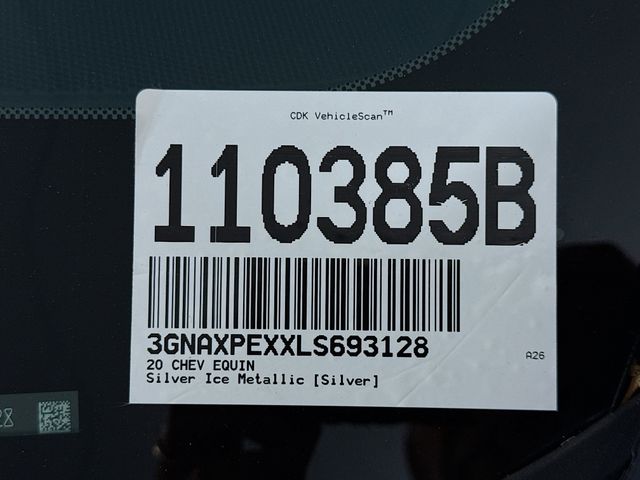 CDK VehicleScan™
110385B
3GNAXPEXXLS693128
20 CHEV EQUIN
A26
Silver Ice Metallic [Silver]